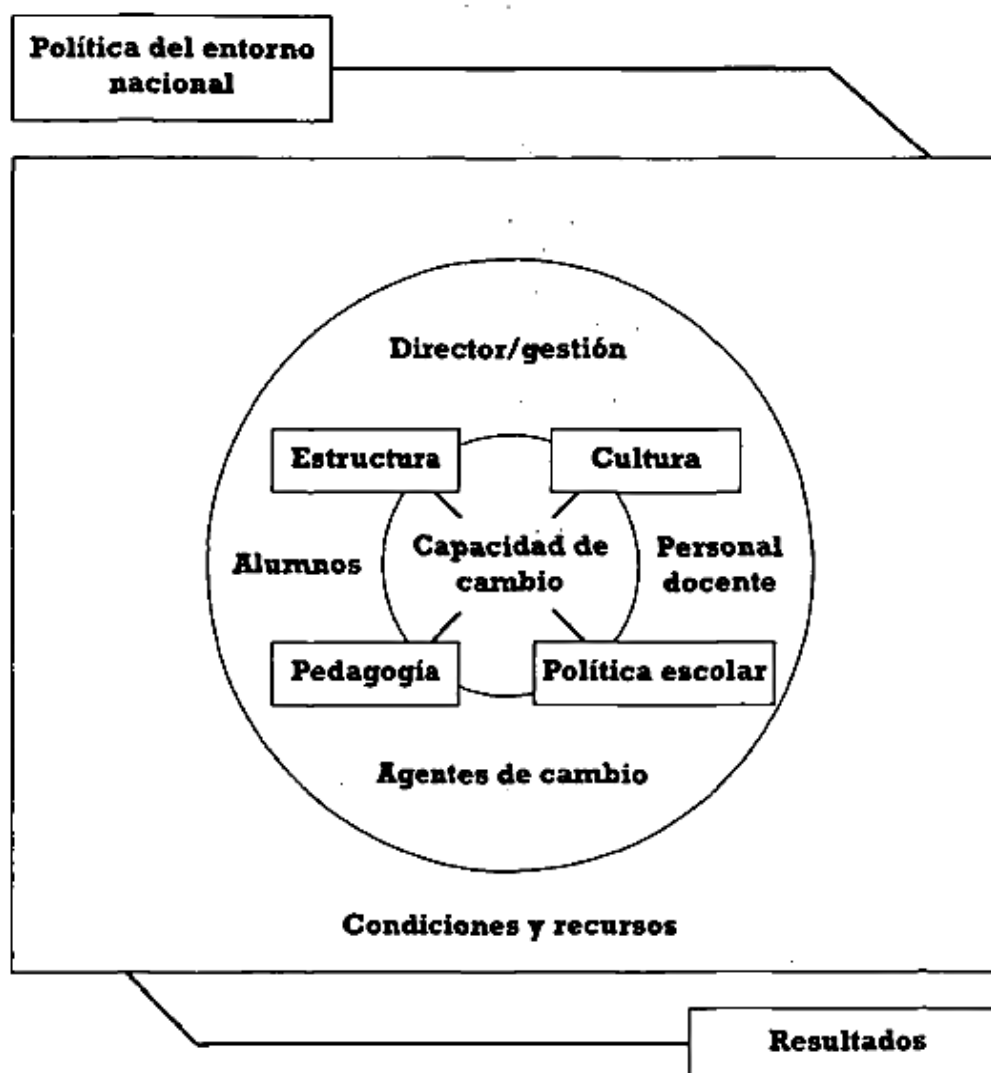 Política del entorno
nacional
Director/gestión
Estructura
Cultura
Capacidad de
cambio
Alumnos
Personal
docente
Pedagogía
Política escolar
Agentes de cambio
Condiciones y recursos
Resultados